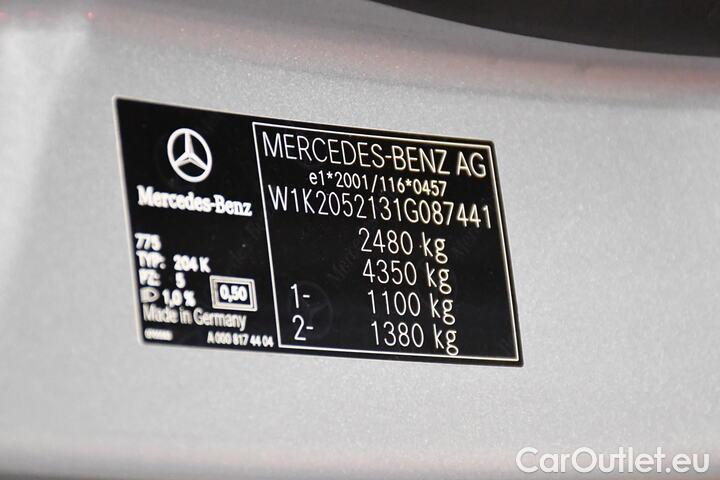 Mercedes-Benz
775
TYP: 204 K
PZ: 5
1,0 %
0,50
Made in Germany
A 000 817 44 04
MERCEDES-BENZ AG
e1*2001/116*0457
W1K2052131G087441
2480 kg
4350 kg
1- 1100 kg
2- 1380 kg
CarOutlet.eu